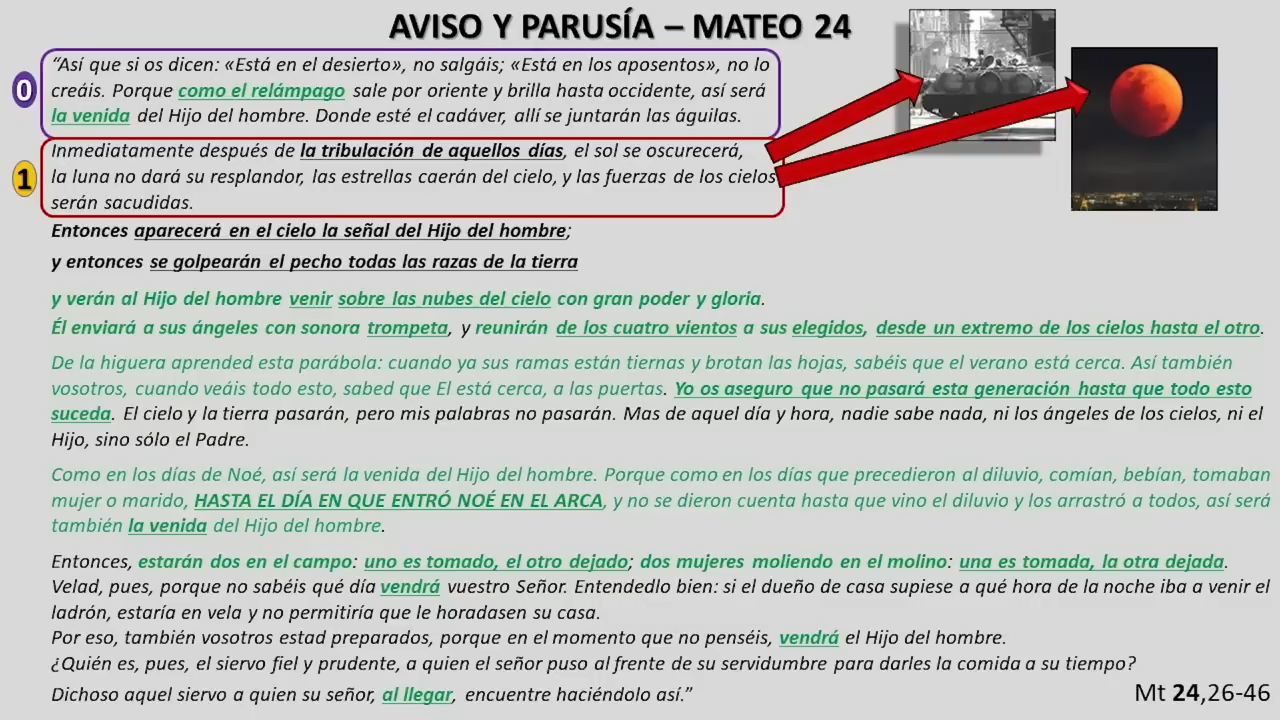 AVISO Y PARUSÍA – MATEO 24
0
“Así que si os dicen: «Está en el desierto», no salgáis; «Está en los aposentos», no lo
creáis. Porque como el relámpago sale por oriente y brilla hasta occidente, así será
la venida del Hijo del hombre. Donde esté el cadáver, allí se juntarán las águilas.
1
Inmediatamente después de la tribulación de aquellos días, el sol se oscurecerá,
la luna no dará su resplandor, las estrellas caerán del cielo, y las fuerzas de los cielos
serán sacudidas.
Entonces aparecerá en el cielo la señal del Hijo del hombre;
y entonces se golpearán el pecho todas las razas de la tierra
y verán al Hijo del hombre venir sobre las nubes del cielo con gran poder y gloria.
Él enviará a sus ángeles con sonora trompeta, y reunirán de los cuatro vientos a sus elegidos, desde un extremo de los cielos hasta el otro.
De la higuera aprended esta parábola: cuando ya sus ramas están tiernas y brotan las hojas, sabéis que el verano está cerca. Así también
vosotros, cuando veáis todo esto, sabed que El está cerca, a las puertas. Yo os aseguro que no pasará esta generación hasta que todo esto
suceda. El cielo y la tierra pasarán, pero mis palabras no pasarán. Mas de aquel día y hora, nadie sabe nada, ni los ángeles de los cielos, ni el
Hijo, sino sólo el Padre.
Como en los días de Noé, así será la venida del Hijo del hombre. Porque como en los días que precedieron al diluvio, comían, bebían, tomaban
mujer o marido, HASTA EL DÍA EN QUE ENTRÓ NOÉ EN EL ARCA, y no se dieron cuenta hasta que vino el diluvio y los arrastró a todos, así será
también la venida del Hijo del hombre.
Entonces, estarán dos en el campo: uno es tomado, el otro dejado; dos mujeres moliendo en el molino: una es tomada, la otra dejada.
Velad, pues, porque no sabéis qué día vendrá vuestro Señor. Entendedlo bien: si el dueño de casa supiese a qué hora de la noche iba a venir el
ladrón, estaría en vela y no permitiría que le horadasen su casa.
Por eso, también vosotros estad preparados, porque en el momento que no penséis, vendrá el Hijo del hombre.
¿Quién es, pues, el siervo fiel y prudente, a quien el señor puso al frente de su servidumbre para darles la comida a su tiempo?
Dichoso aquel siervo a quien su señor, al llegar, encuentre haciéndolo así.”
Mt 24,26-46